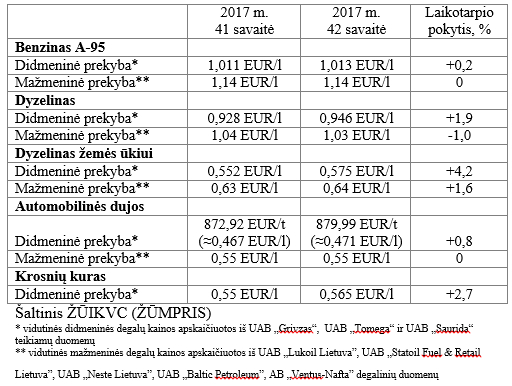 2017 m. 41 savaitė 2017 m. 42 savaitė Laikotarpio pokytis, %
Benzinas A-95
Didmeninė prekyba* 1,011 EUR/l 1,013 EUR/l +0,2
Mažmeninė prekyba** 1,14 EUR/l 1,14 EUR/l 0
Dyzelinas
Didmeninė prekyba* 0,928 EUR/l 0,946 EUR/l +1,9
Mažmeninė prekyba** 1,04 EUR/l 1,03 EUR/l -1,0
Dyzelinas žemės ūkiui
Didmeninė prekyba* 0,552 EUR/l 0,575 EUR/l +4,2
Mažmeninė prekyba** 0,63 EUR/l 0,64 EUR/l +1,6
Automobilinės dujos
Didmeninė prekyba* 872,92 EUR/t (≈0,467 EUR/l) 879,99 EUR/t (≈0,471 EUR/l) +0,8
Mažmeninė prekyba** 0,55 EUR/l 0,55 EUR/l 0
Krosnių kuras
Didmeninė prekyba* 0,55 EUR/l 0,565 EUR/l +2,7
Šaltinis ŽŪIKVC (ŽŪMPRIS)
* vidutinės didmeninės degalų kainos apskaičiuotos iš UAB „Grivzas“, UAB „Tomega“ ir UAB „Saurida“
teikiamų duomenų
** vidutinės mažmeninės degalų kainos apskaičiuotos iš UAB „Lukoil Lietuva”, UAB „Statoil Fuel & Retail
Lietuva”, UAB „Neste Lietuva”, UAB „Baltic Petroleum”, AB „Ventus-Nafta” degalinių duomenų